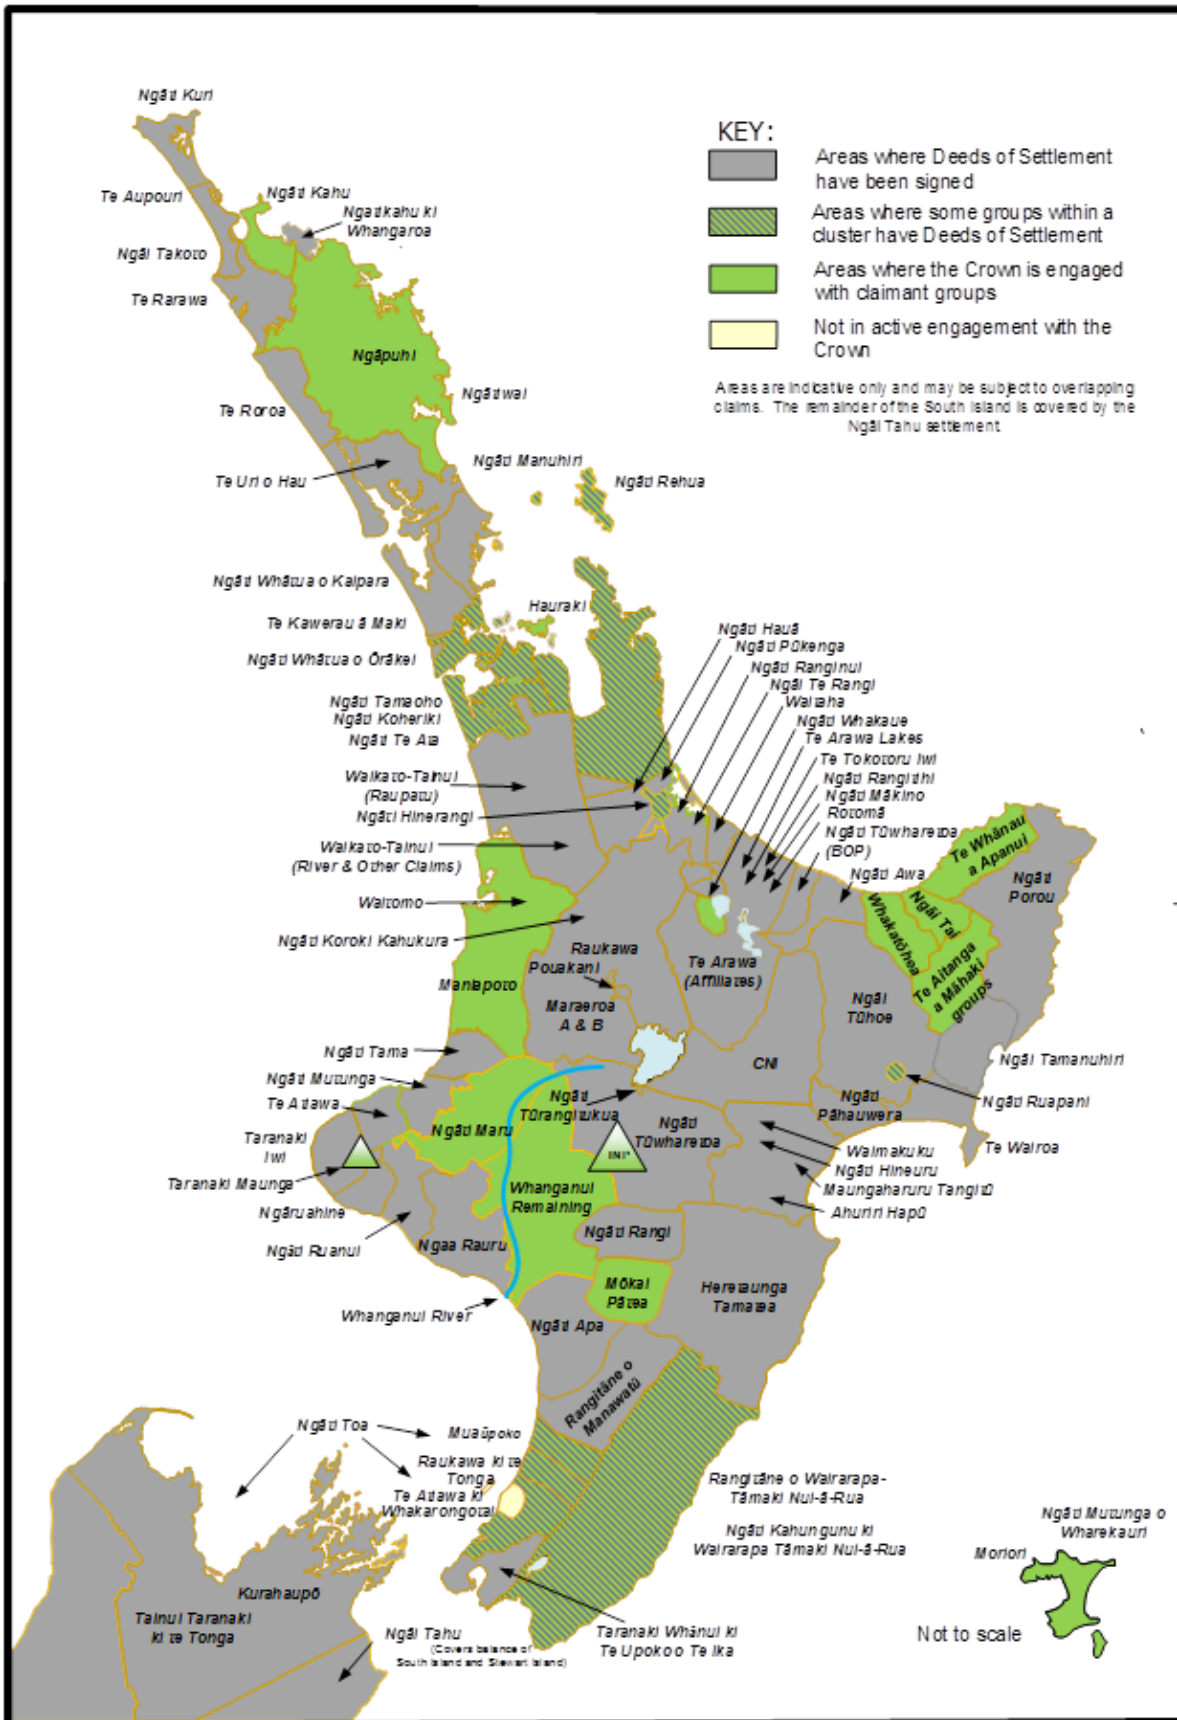 Ngāti Kuri
KEY:
Areas where Deeds of Settlement
have been signed
Areas where some groups within a
cluster have Deeds of Settlement
Areas where the Crown is engaged
with claimant groups
Not in active engagement with the
Crown
Areas are indicative only and may be subject to overlapping
claims. The remainder of the South Island is covered by the
Ngāi Tahu settlement.
Te Aupouri
Ngāti Kahu
Ngatikahu ki
Whangaroa
Ngāi Takoto
Te Rarawa
Ngāpuhi
Ngātiwai
Te Roroa
Te Uri o Hau
Ngāti Manuhiri
Ngāti Rehua
Ngāti Whātua o Kaipara
Te Kawerau ā Maki
Hauraki
Ngāti Whātua o Ōrākei
Ngāti Tamaoho
Ngāti Koheriki
Ngāti Te Ata
Ngāti Hauā
Ngāti Pūkenga
Ngāti Ranginui
Ngāi Te Rangi
Waitaha
Ngāti Whakaue
Te Arawa Lakes
Te Tokotoru Iwi
Ngāti Rangitihi
Ngāti Mākino
Rotomā
Ngāti Tūwharetoa
(BOP)
Ngāti Awa
Waikato-Tainui
(Raupatu)
Ngāti Hinerangi
Waikato-Tainui
(River & Other Claims)
Waitomo
Ngāti Koroki Kahukura
Te Whānau
a Apanui
Ngāti
Porou
Ngāi Tai
Whakatōhea
Te Aitanga
a Māhaki
groups
Raukawa
Pouakani
Te Arawa
(Affiliates)
Maniapoto
Maraeroa
A & B
Ngāi
Tūhoe
CNI
Ngāti Tama
Ngāti Mutunga
Te Atiawa
Taranaki
Iwi
Taranaki Maunga
Ngāruahine
Ngāti Ruanui
Ngāti Maru
Ngāti
Tūrangitukua
Ngāti
Tūwharetoa
TNP*
Ngāti
Pāhauwera
Ngāi Tamanuhiri
Ngāti Ruapani
Te Wairoa
Waimakuku
Ngāti Hineuru
Maungaharuru Tangitū
Ahuriri Hapū
Whanganui
Remaining
Ngaa Rauru
Ngāti Rangi
Mōkai
Pātea
Heretaunga
Tamatea
Whanganui River
Ngāti Apa
Rangitāne o
Manawatū
Ngāti Toa
Muaūpoko
Raukawa ki te
Tonga
Te Atiawa ki
Whakarongotai
Rangitāne o Wairarapa-
Tāmaki Nui-ā-Rua
Ngāti Kahungunu ki
Wairarapa Tāmaki Nui-ā-Rua
Ngāti Mutunga o
Wharekauri
Moriori
Not to scale
Kurahaupō
Tainui Taranaki
ki te Tonga
Ngāi Tahu
(Covers balance of
South Island and Stewart Island)
Taranaki Whānui ki
Te Upoko o Te Ika